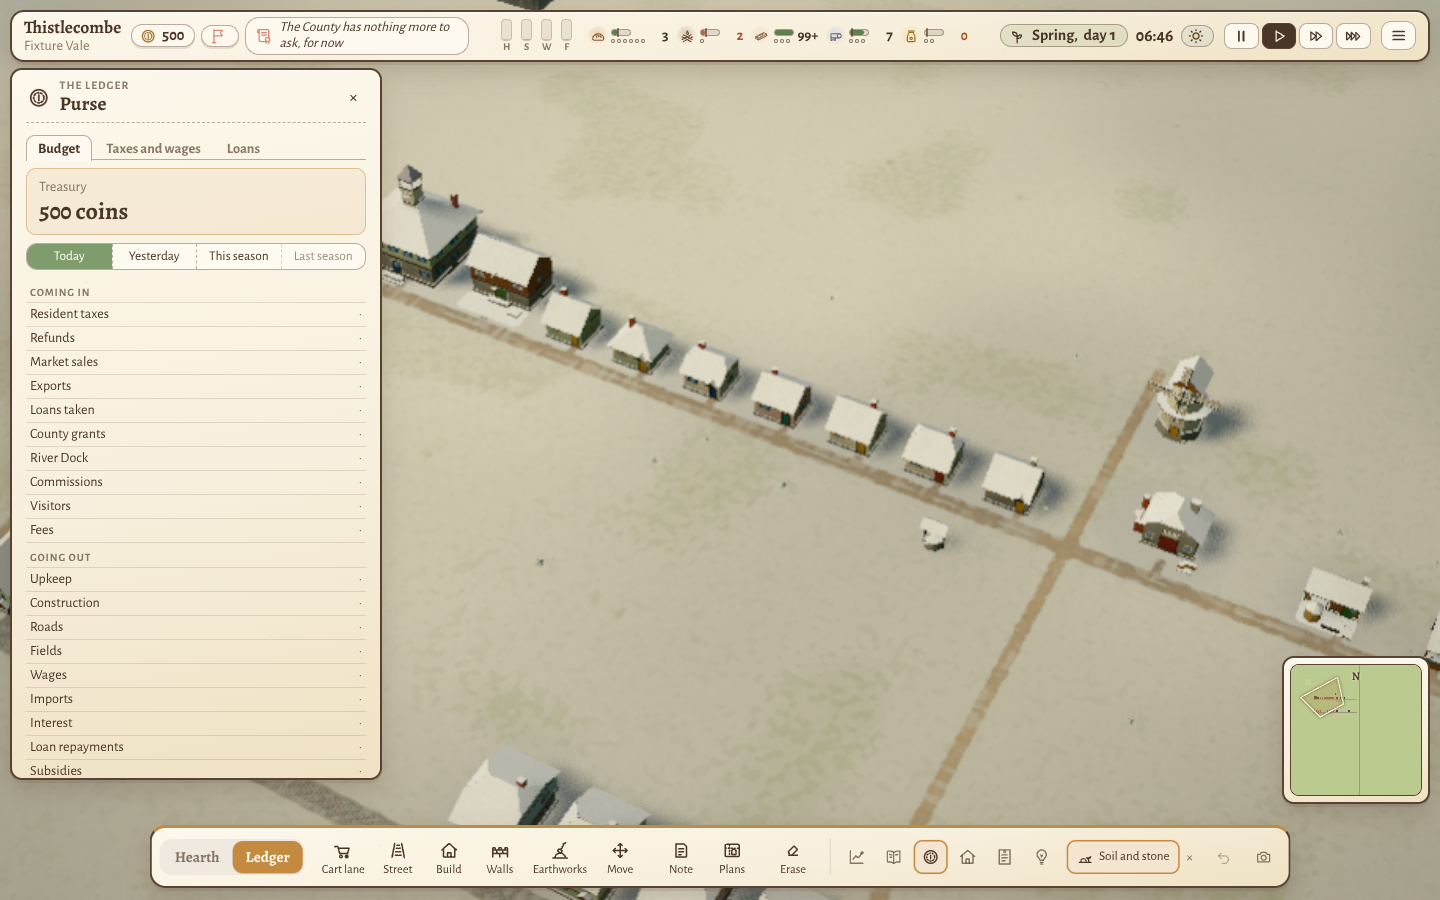 Thistlecombe
Fixture Vale
500
The County has nothing more to
ask, for now
H S W F
3
2
99+
7
0
Spring, day 1
06:46
THE LEDGER
Purse
×
Budget
Taxes and wages
Loans
Treasury
500 coins
Today
Yesterday
This season
Last season
COMING IN
Resident taxes ·
Refunds ·
Market sales ·
Exports ·
Loans taken ·
County grants ·
River Dock ·
Commissions ·
Visitors ·
Fees ·
GOING OUT
Upkeep ·
Construction ·
Roads ·
Fields ·
Wages ·
Imports ·
Interest ·
Loan repayments ·
Subsidies ·
N
Hearth
Ledger
Cart lane
Street
Build
Walls
Earthworks
Move
Note
Plans
Erase
Soil and stone
×